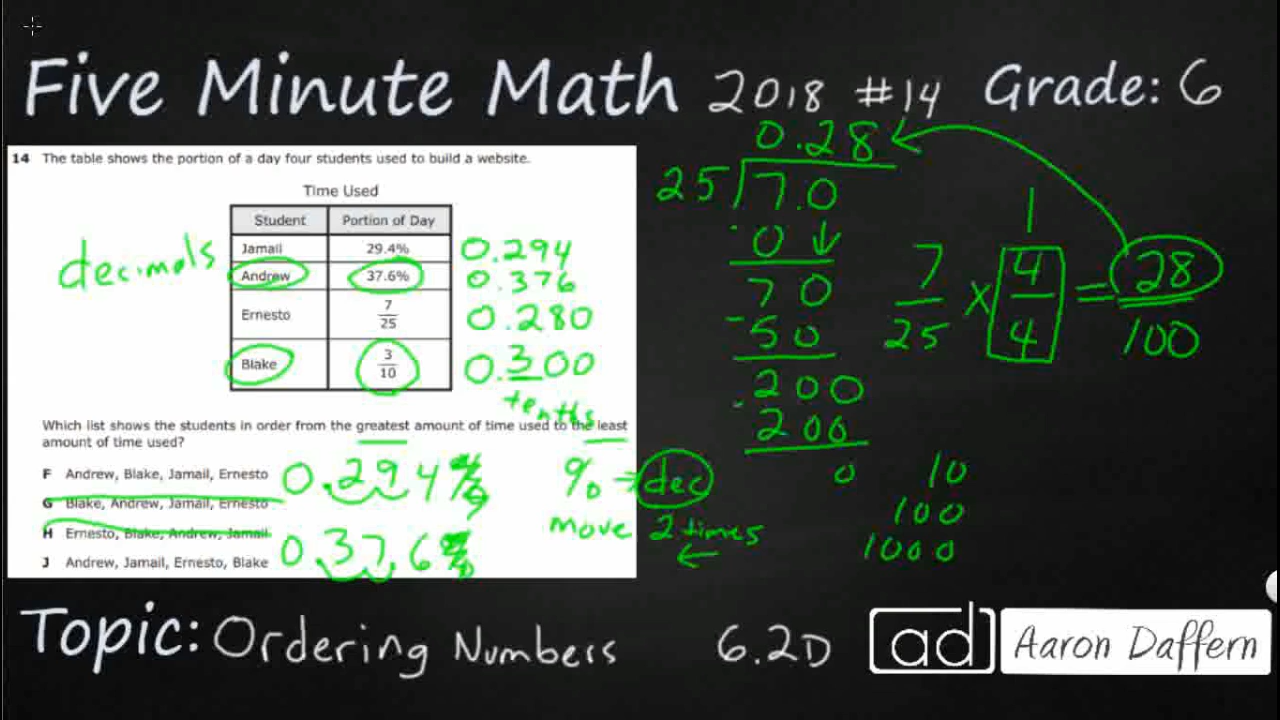 Five Minute Math 2018 #14 Grade: 6
14 The table shows the portion of a day four students used to build a website.
Time Used
Student Portion of Day
Jamail 29.4% 0.294
Andrew 37.6% 0.376
Ernesto 7/25 0.280
Blake 3/10 0.300
decimals
tenths
Which list shows the students in order from the greatest amount of time used to the least
amount of time used?
F Andrew, Blake, Jamail, Ernesto
G Blake, Andrew, Jamail, Ernesto
H Ernesto, Blake, Andrew, Jamail
J Andrew, Jamail, Ernesto, Blake
0.294%
0.37.6%
% → dec
move 2 times
←
0.28
25 7.0
- 0 ↓
7 0
- 50
200
- 200
0
1
7/25 × 4/4 = 28/100
10
100
1000
Topic: Ordering Numbers 6.2D
ad Aaron Daffern